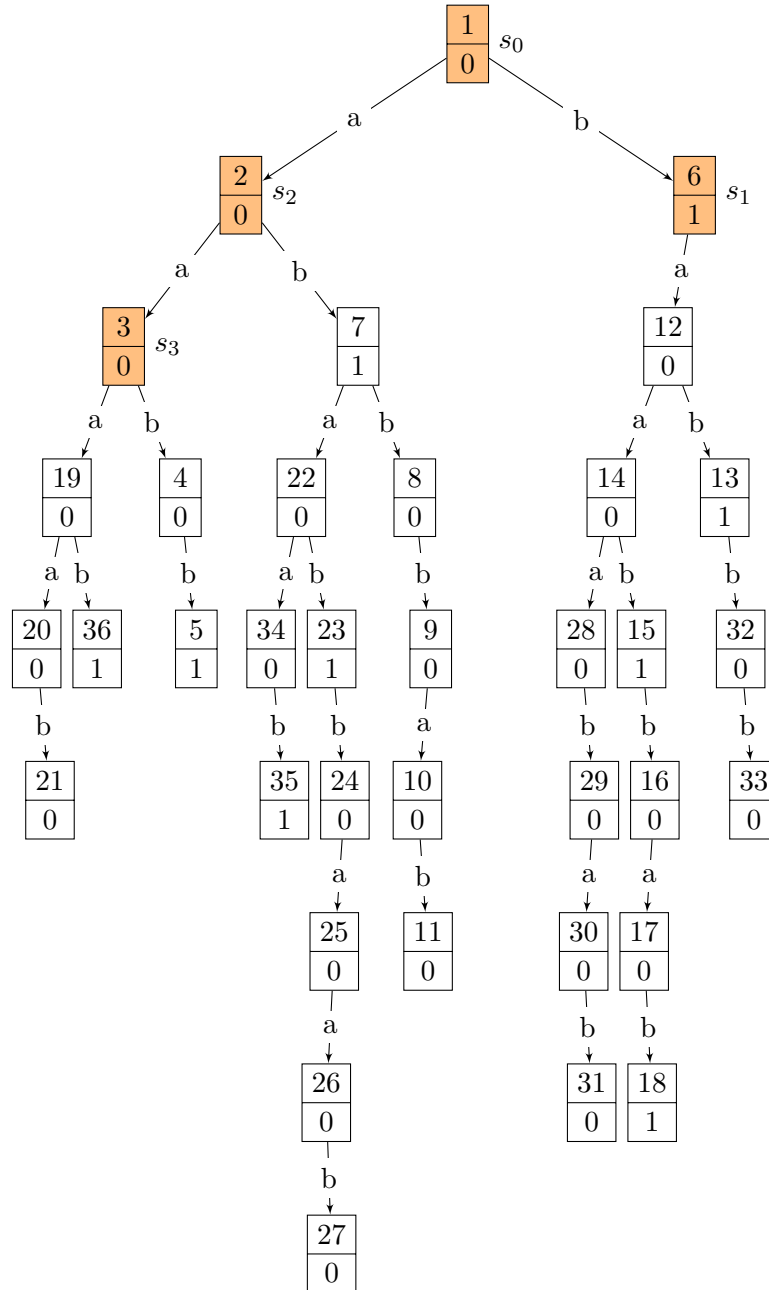 1 s0
0
a b
2 s2 6 s1
0 1
a b a
3 s3 7 12
0 1 0
a b a b a b
19 4 22 8 14 13
0 0 0 0 0 1
a b b a b b a b b
20 36 5 34 23 9 28 15 32
0 1 1 0 1 0 0 1 0
b b b a b b b
21 35 24 10 29 16 33
0 1 0 0 0 0 0
a b a a
25 11 30 17
0 0 0 0
a b b
26 31 18
0 0 1
b
27
0